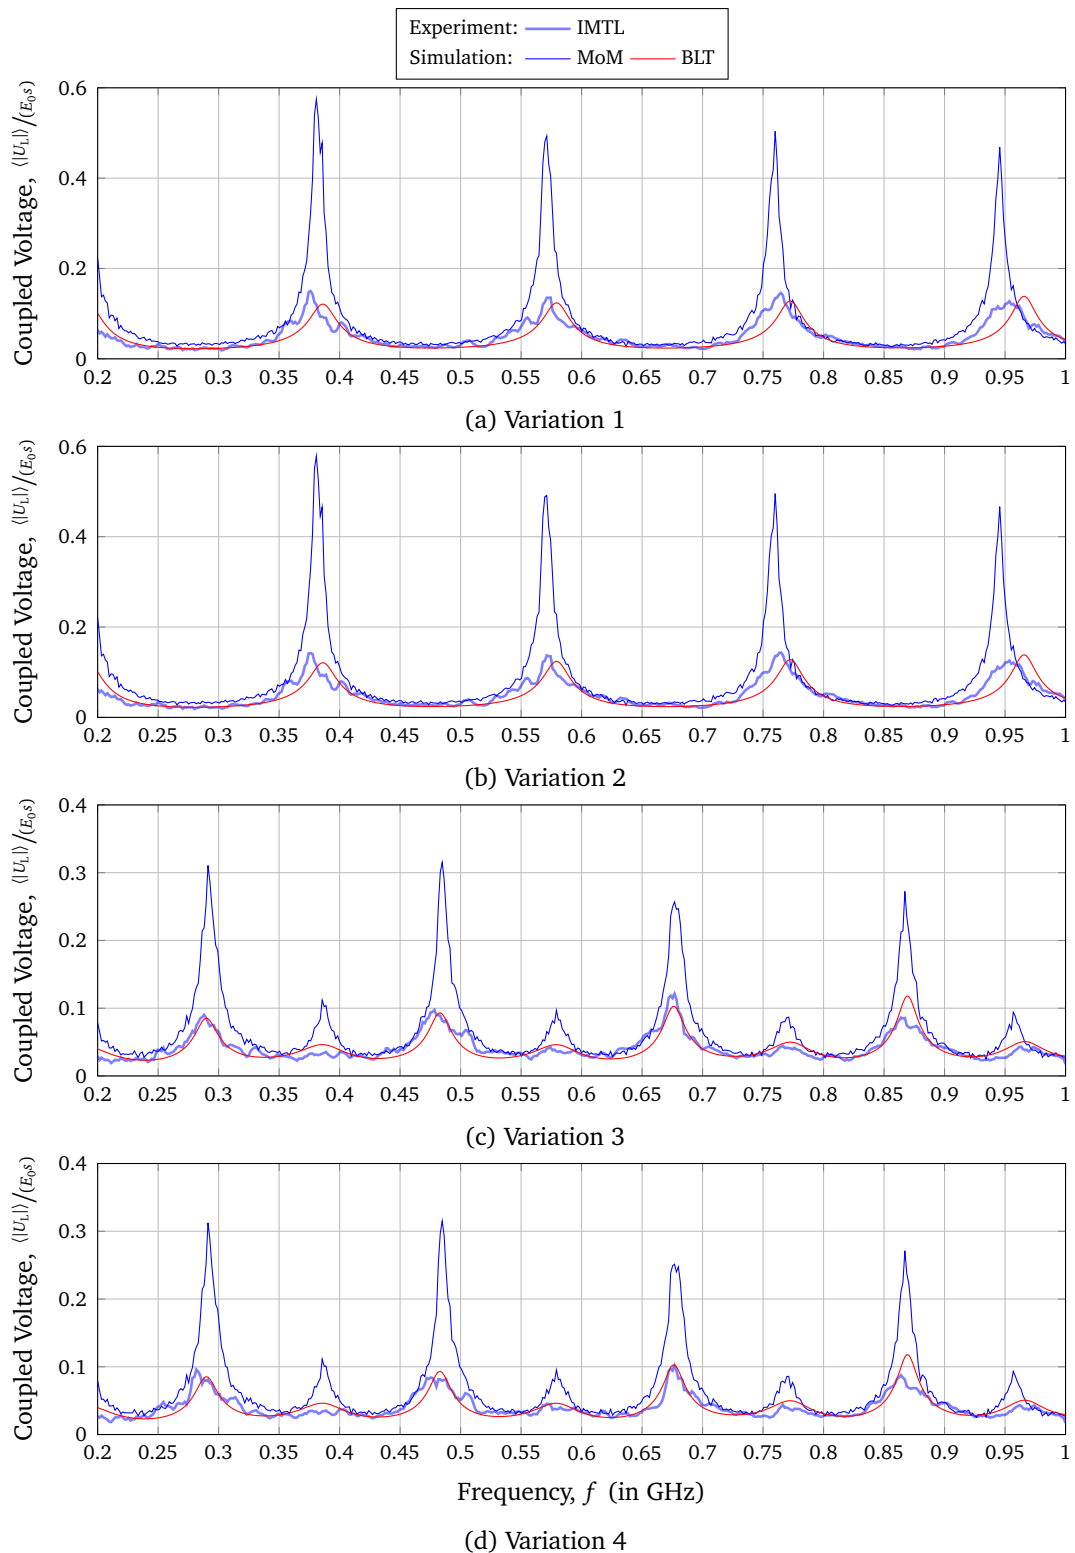 Experiment: IMTL
Simulation: MoM BLT
Coupled Voltage, ⟨|U_L|⟩/(E₀s)
0.6
0.4
0.2
0
0.2 0.25 0.3 0.35 0.4 0.45 0.5 0.55 0.6 0.65 0.7 0.75 0.8 0.85 0.9 0.95 1
(a) Variation 1
Coupled Voltage, ⟨|U_L|⟩/(E₀s)
0.6
0.4
0.2
0
0.2 0.25 0.3 0.35 0.4 0.45 0.5 0.55 0.6 0.65 0.7 0.75 0.8 0.85 0.9 0.95 1
(b) Variation 2
Coupled Voltage, ⟨|U_L|⟩/(E₀s)
0.4
0.3
0.2
0.1
0
0.2 0.25 0.3 0.35 0.4 0.45 0.5 0.55 0.6 0.65 0.7 0.75 0.8 0.85 0.9 0.95 1
(c) Variation 3
Coupled Voltage, ⟨|U_L|⟩/(E₀s)
0.4
0.3
0.2
0.1
0
0.2 0.25 0.3 0.35 0.4 0.45 0.5 0.55 0.6 0.65 0.7 0.75 0.8 0.85 0.9 0.95 1
Frequency, f (in GHz)
(d) Variation 4